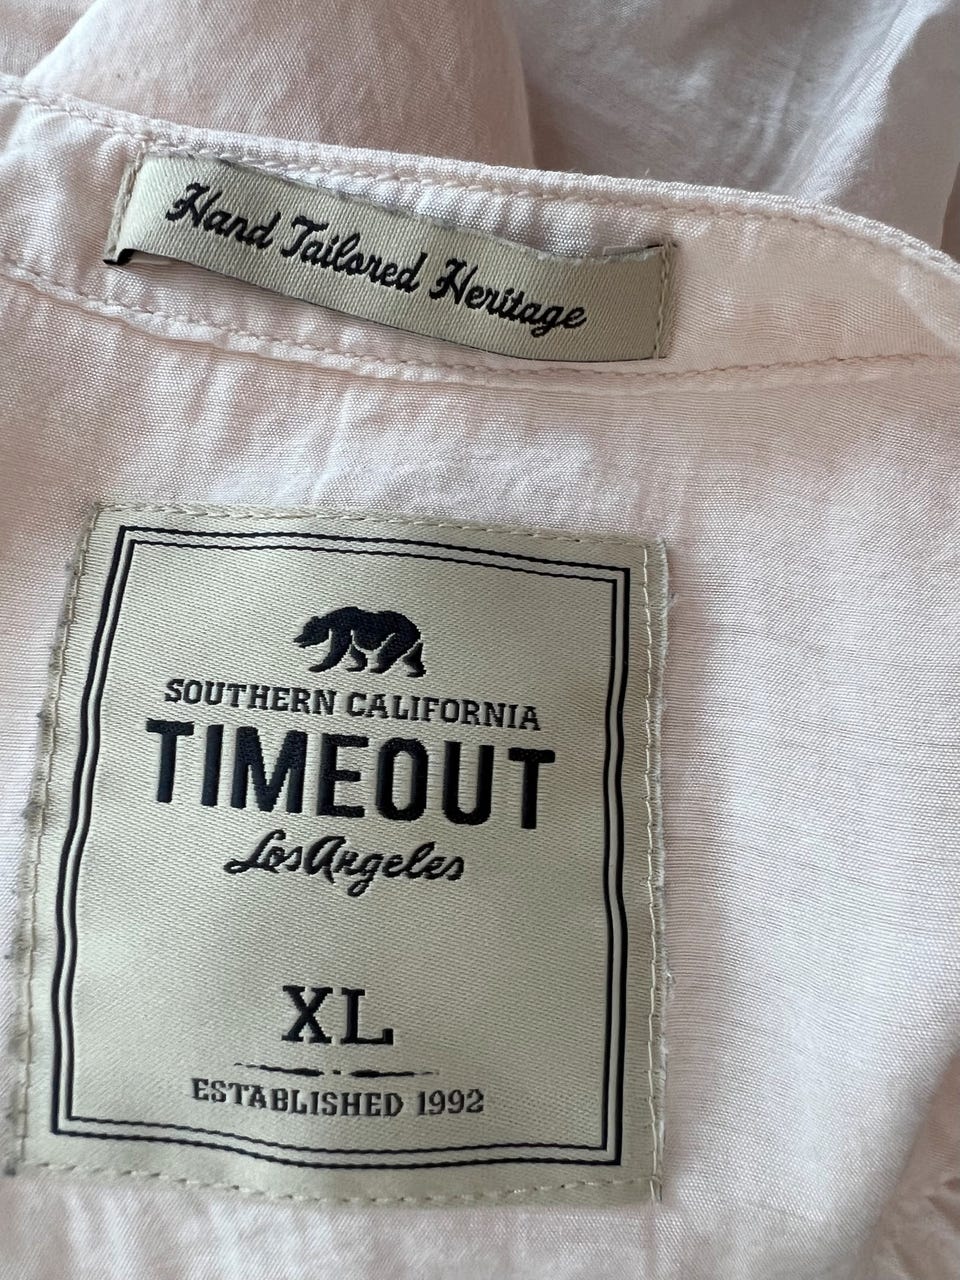 Hand Tailored Heritage
SOUTHERN CALIFORNIA
TIMEOUT
Los Angeles
XL
ESTABLISHED 1992